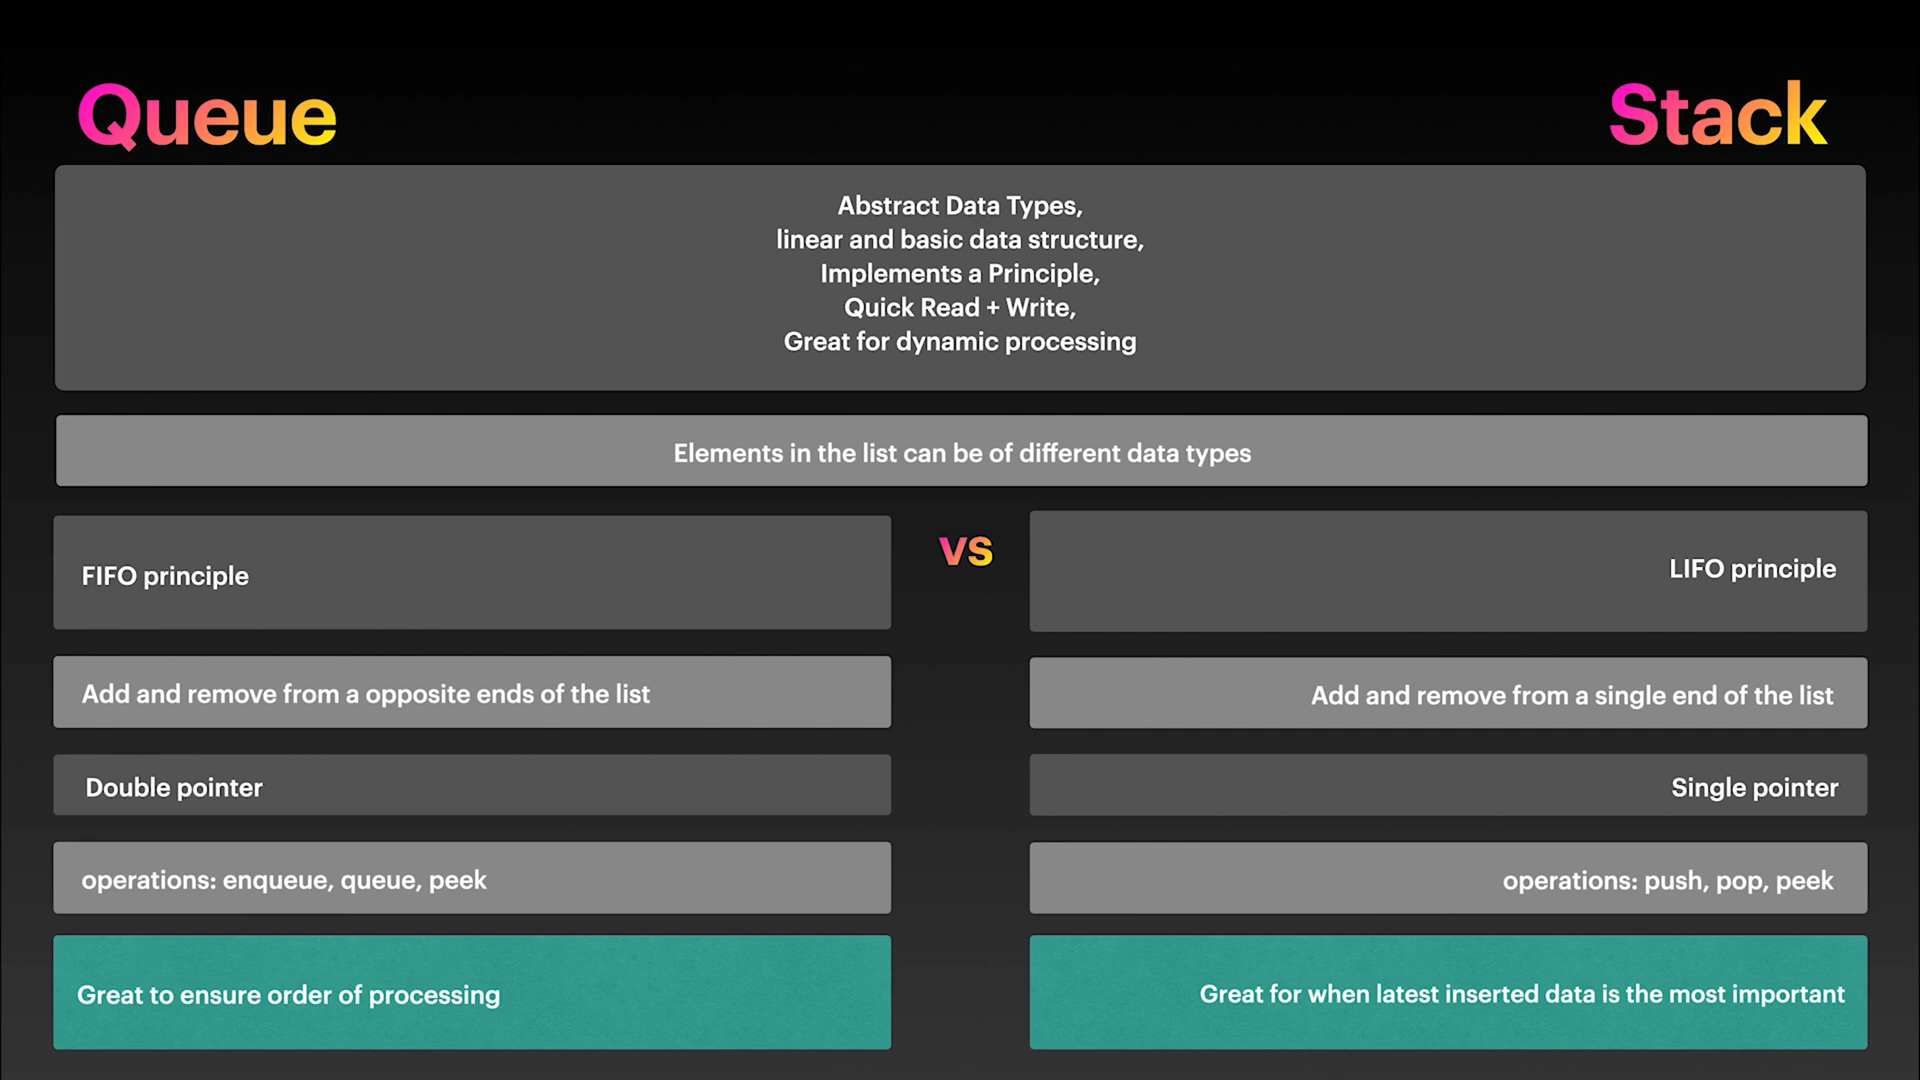 Queue
Stack
Abstract Data Types,
linear and basic data structure,
Implements a Principle,
Quick Read + Write,
Great for dynamic processing
Elements in the list can be of different data types
FIFO principle
vs
LIFO principle
Add and remove from a opposite ends of the list
Add and remove from a single end of the list
Double pointer
Single pointer
operations: enqueue, queue, peek
operations: push, pop, peek
Great to ensure order of processing
Great for when latest inserted data is the most important